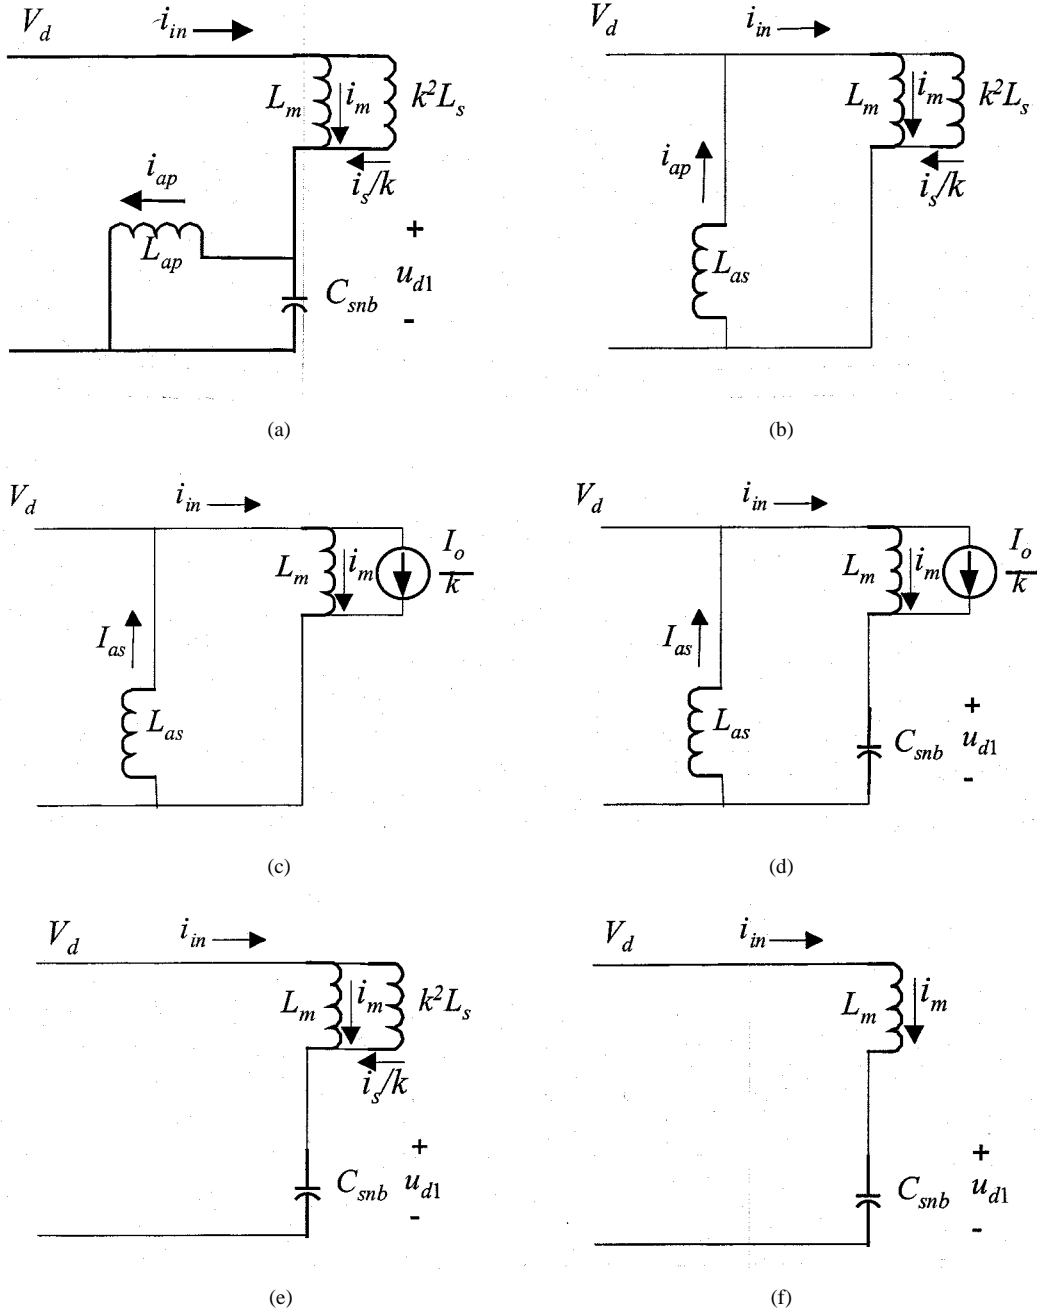 V_d i_in
L_m i_m k²L_s
i_s/k
i_ap
L_ap
C_snb
+
u_d1
-
(a)
V_d i_in
L_m i_m k²L_s
i_s/k
i_ap
L_as
(b)
V_d i_in
L_m i_m I_o/k
I_as
L_as
(c)
V_d i_in
L_m i_m I_o/k
I_as
L_as
C_snb
+
u_d1
-
(d)
V_d i_in
L_m i_m k²L_s
i_s/k
C_snb
+
u_d1
-
(e)
V_d i_in
L_m i_m
C_snb
+
u_d1
-
(f)